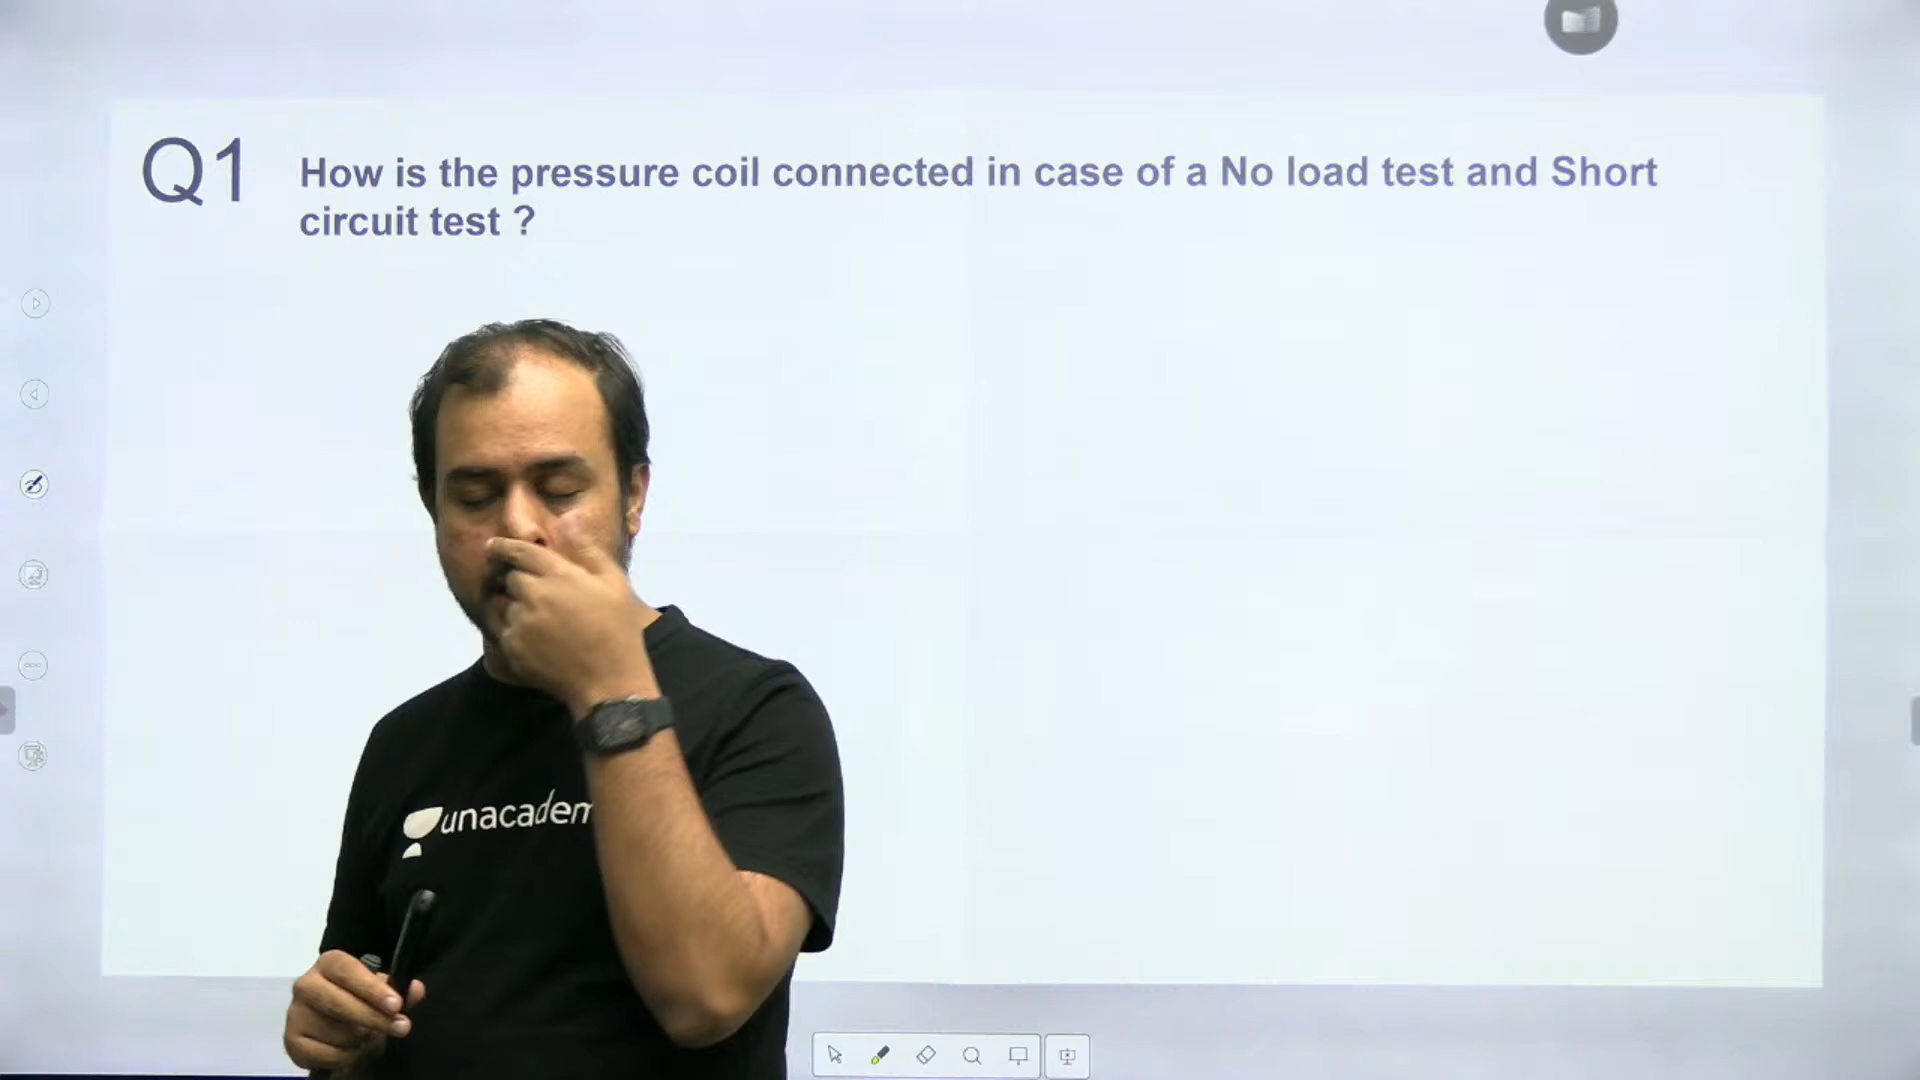 Q1 How is the pressure coil connected in case of a No load test and Short
circuit test ?
unacadem